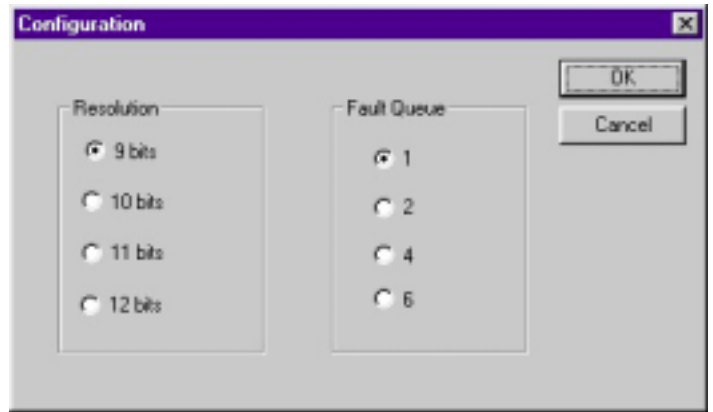 Configuration
OK
Cancel
Resolution
9 bits
10 bits
11 bits
12 bits
Fault Queue
1
2
4
6